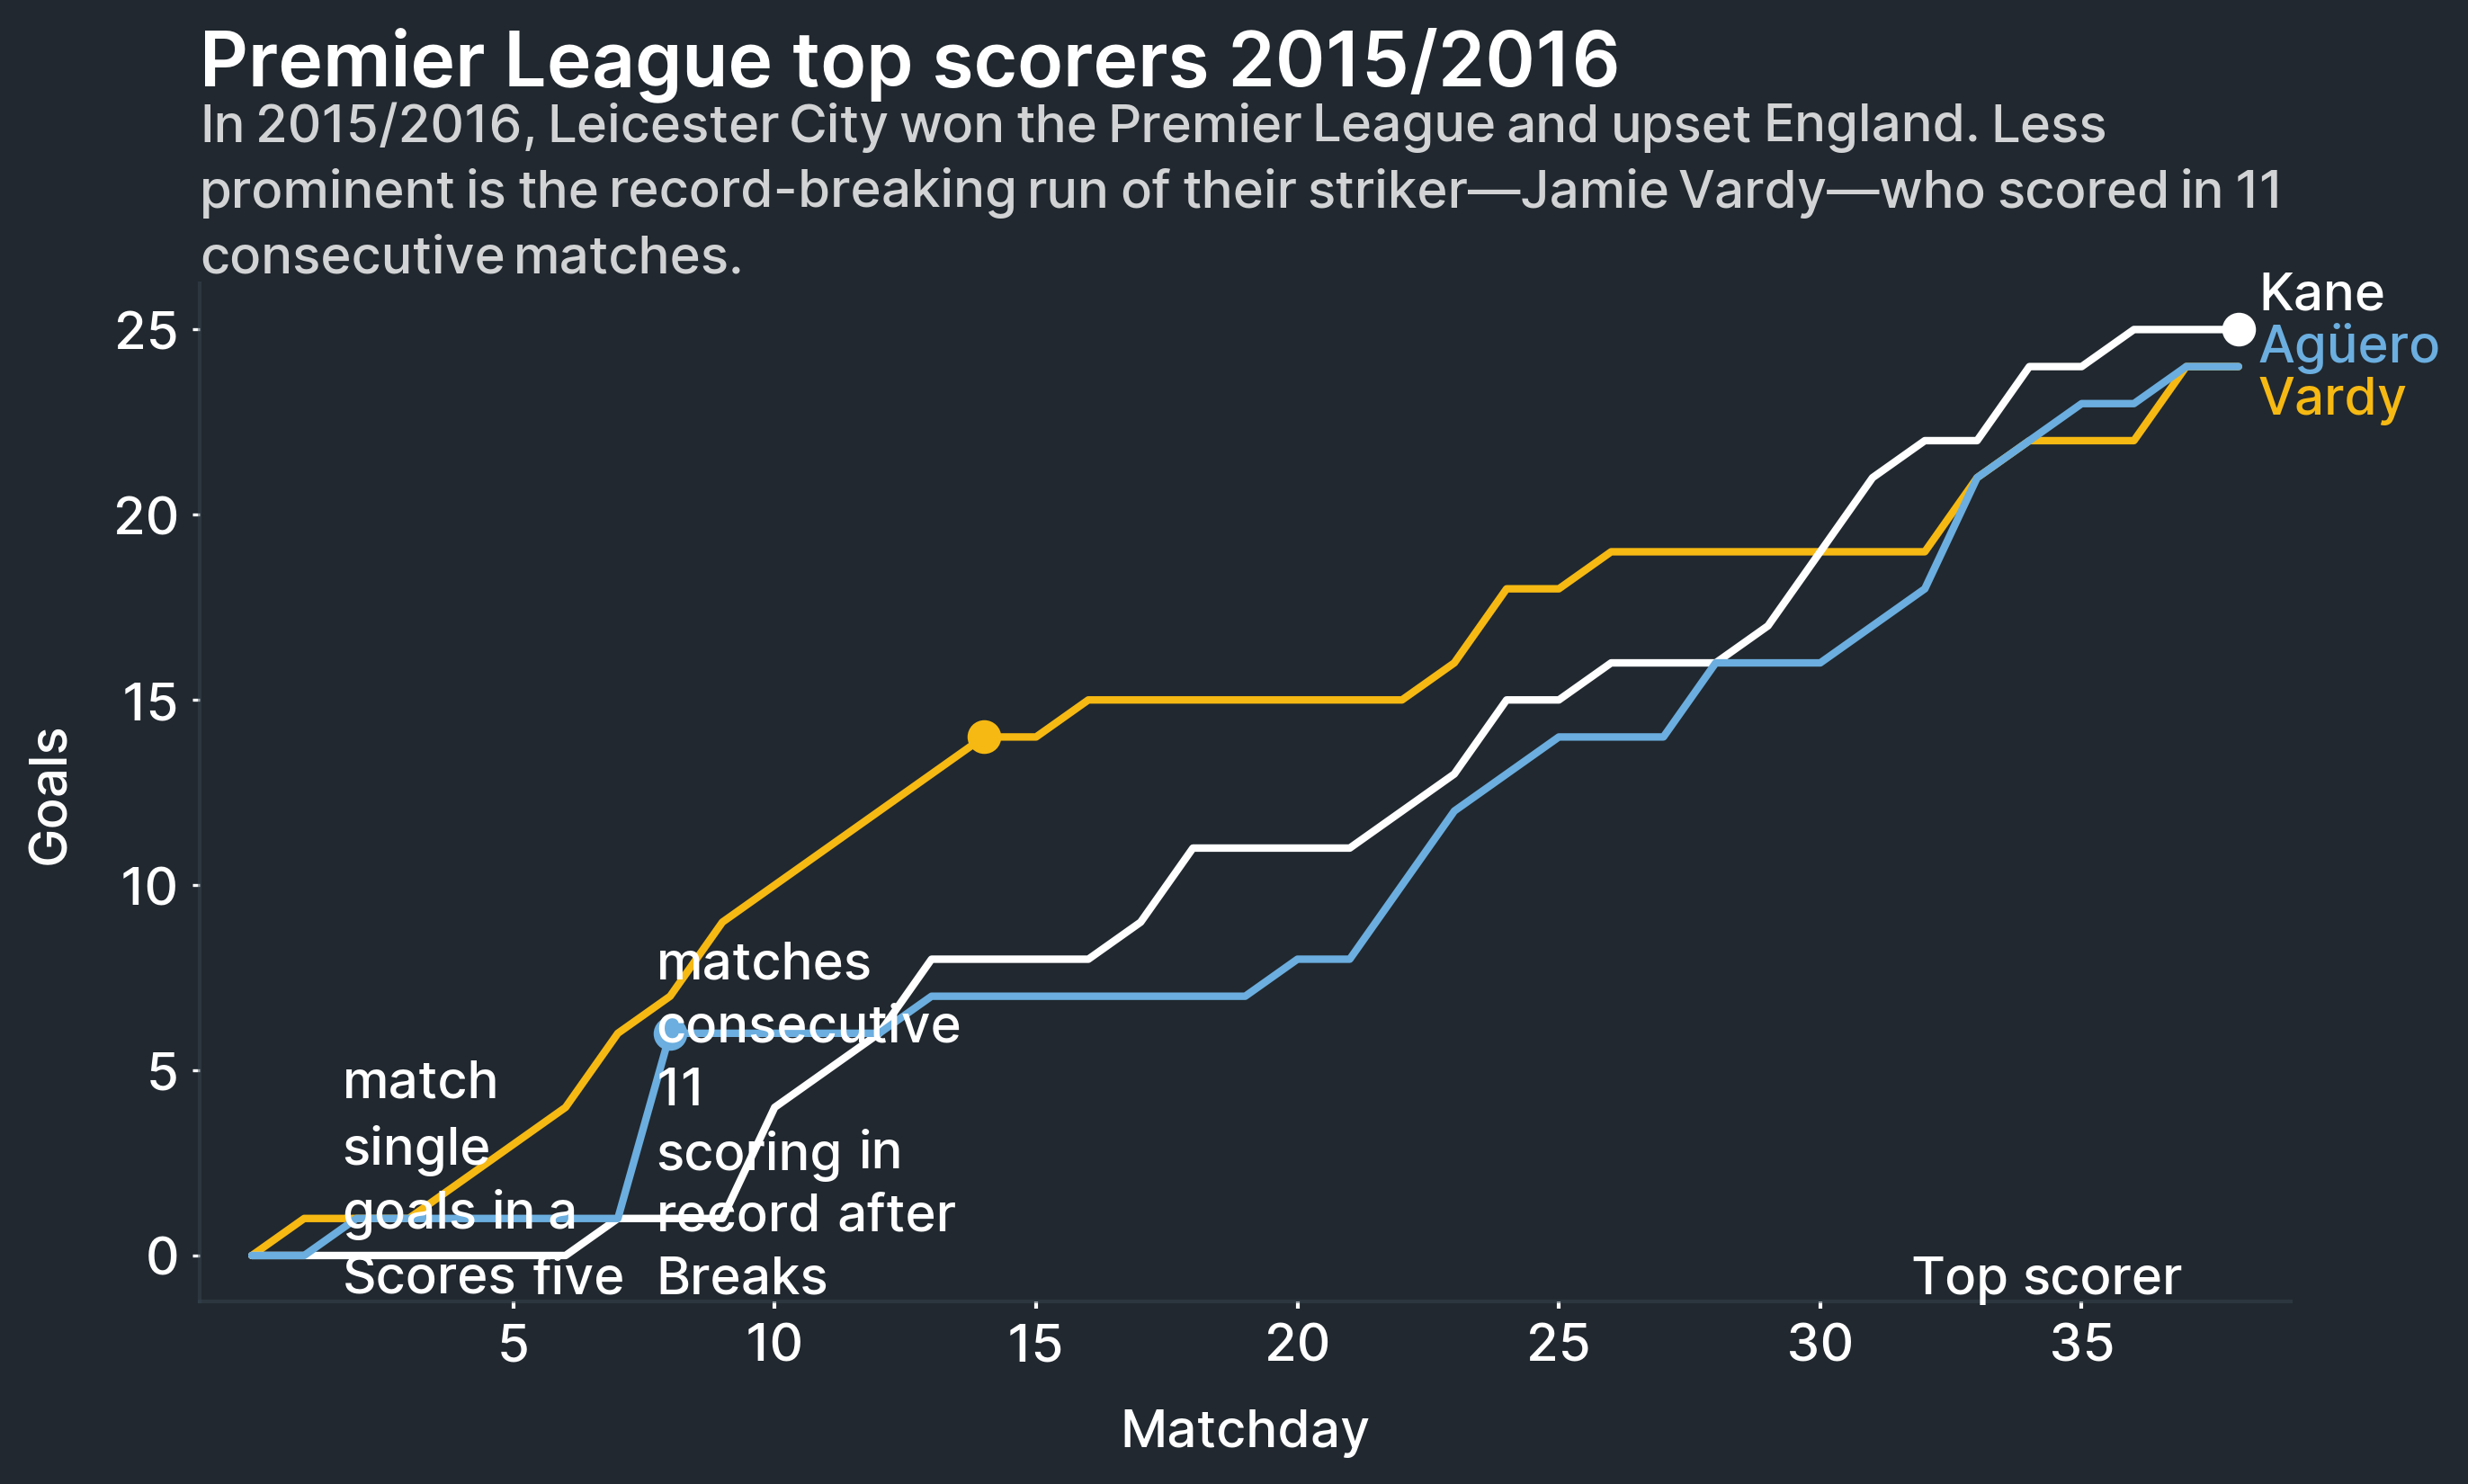 Premier League top scorers 2015/2016
In 2015/2016, Leicester City won the Premier League and upset England. Less
prominent is the record-breaking run of their striker—Jamie Vardy—who scored in 11
consecutive matches.
Kane
Agüero
Vardy
25
20
15
10
5
0
Goals
matches
consecutive
11
scoring in
record after
Breaks
match
single
goals in a
Scores five
Top scorer
5
10
15
20
25
30
35
Matchday